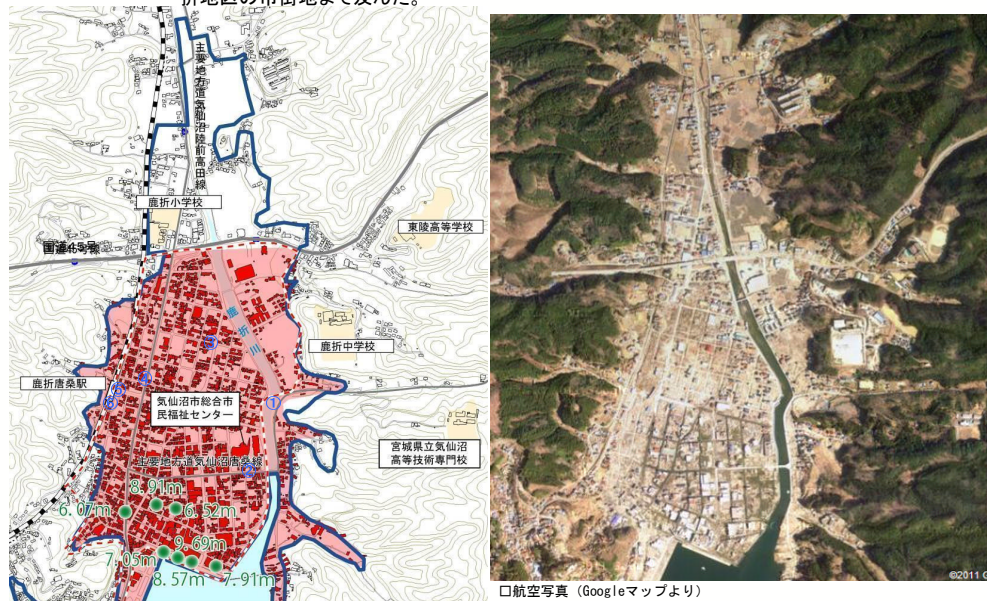 折地区の市街地まで及んだ。
主要地方道気仙沼陸前高田線
鹿折小学校
東陵高等学校
国道45号
鹿折川
③
鹿折中学校
鹿折唐桑駅
④
⑤
⑥
気仙沼市総合市
民福祉センター
①
宮城県立気仙沼
高等技術専門校
主要地方道気仙沼唐桑線
②
8.91m
6.07m
6.52m
9.69m
7.05m
8.57m
7.91m
©2011 G
□航空写真（Googleマップより）